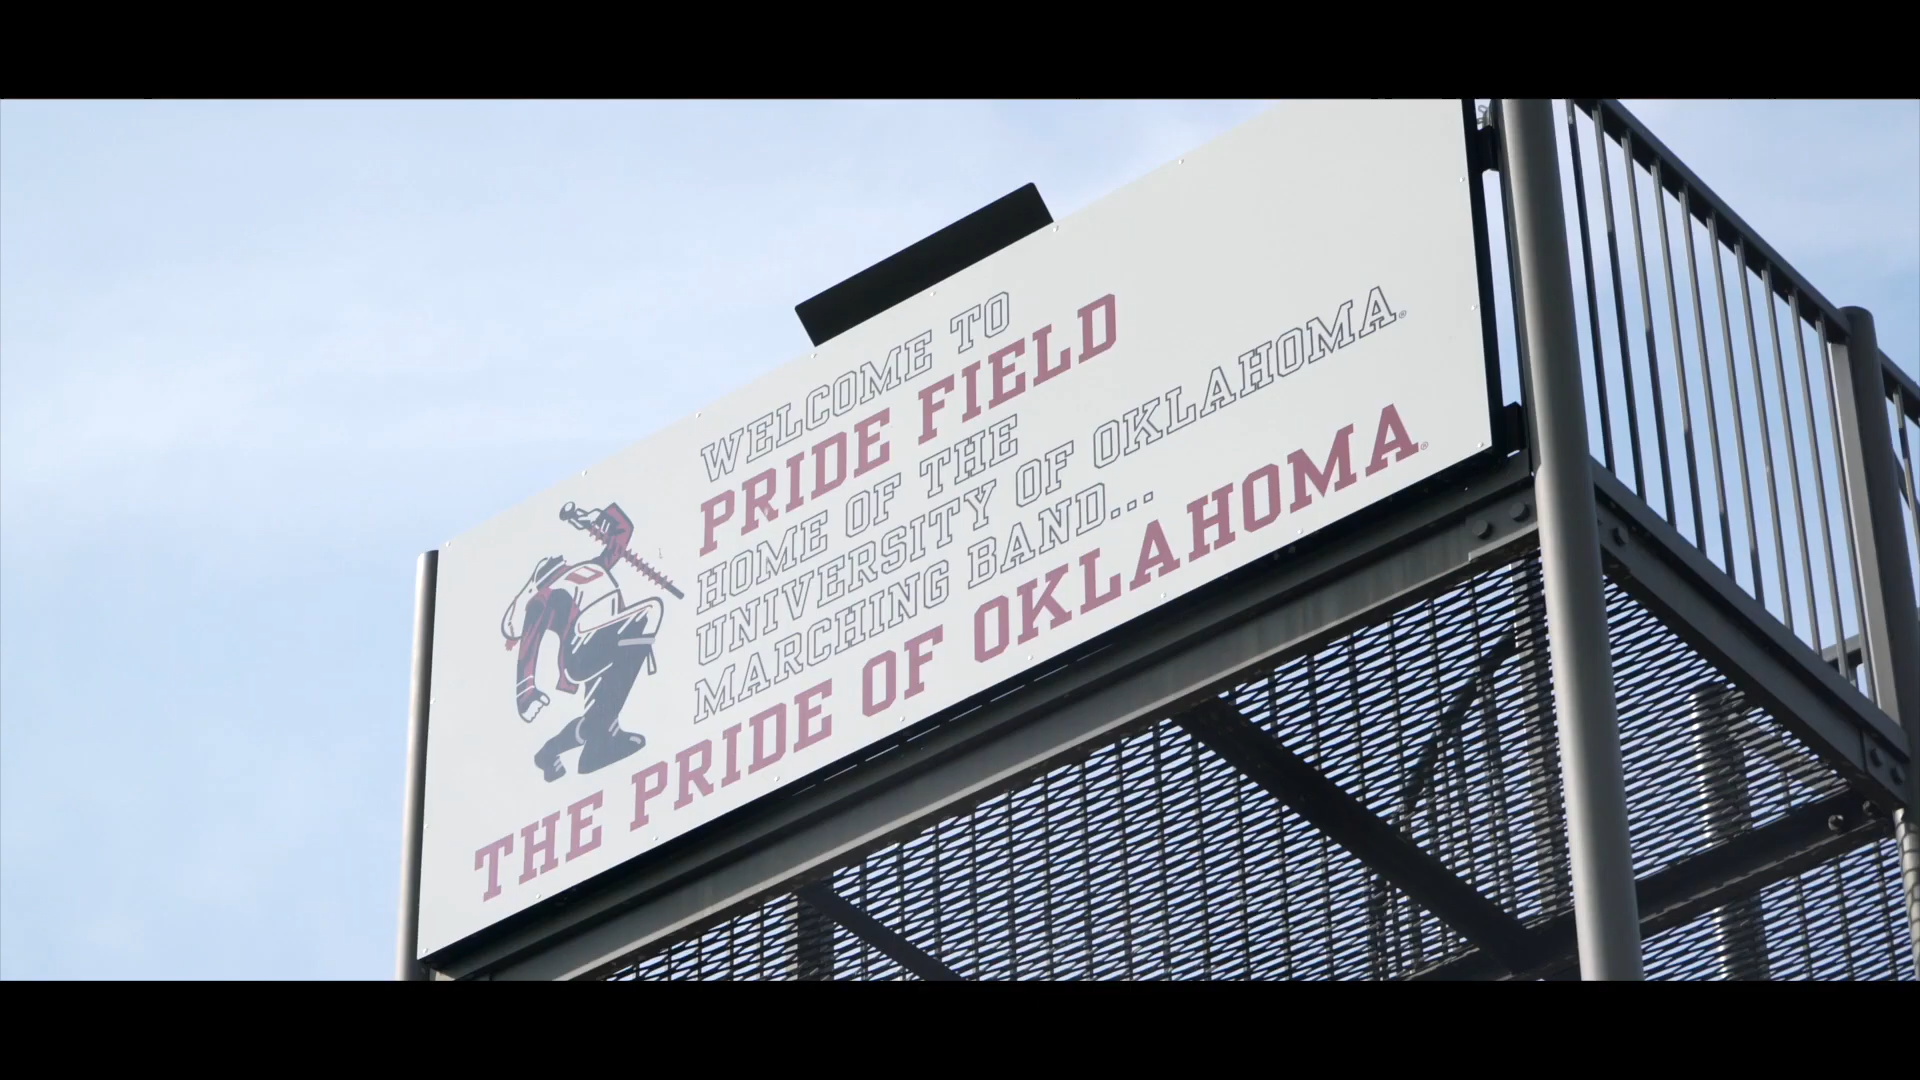 WELCOME TO
PRIDE FIELD
HOME OF THE
UNIVERSITY OF OKLAHOMA®
MARCHING BAND...
THE PRIDE OF OKLAHOMA®